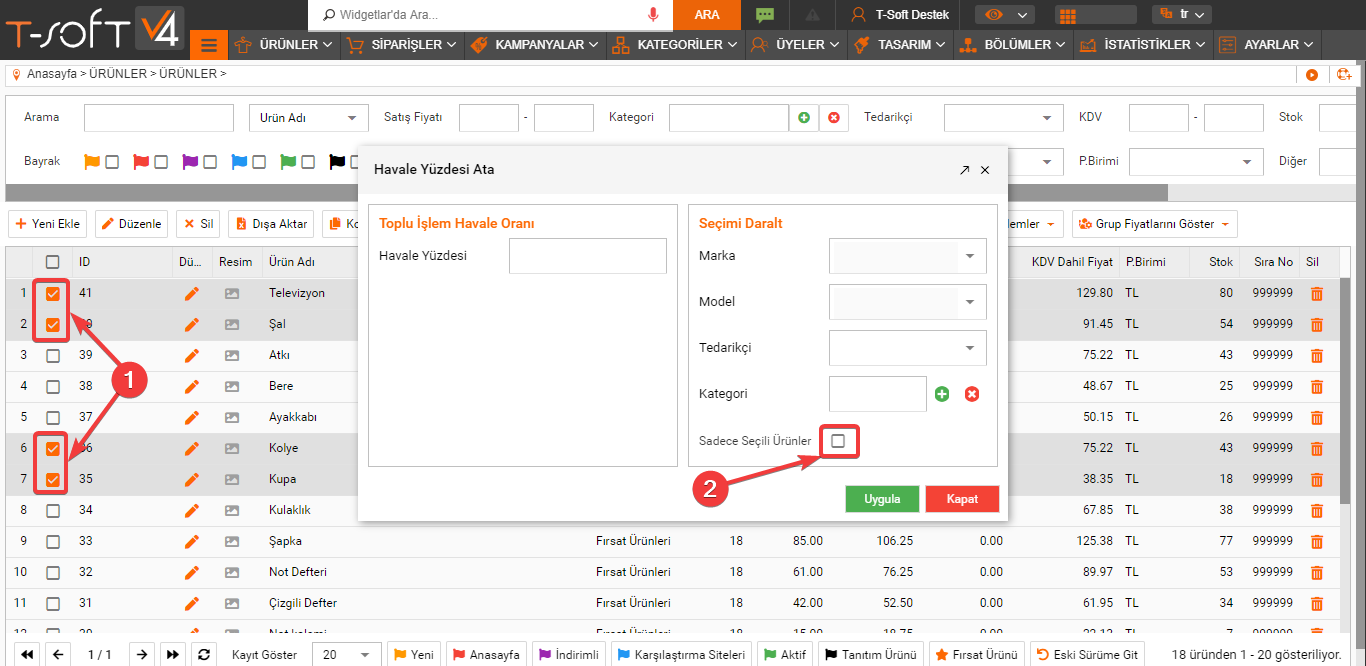 T-SOFT V4
Widgetlar'da Ara...
ARA
T-Soft Destek
tr
ÜRÜNLER
SİPARİŞLER
KAMPANYALAR
KATEGORİLER
ÜYELER
TASARIM
BÖLÜMLER
İSTATİSTİKLER
AYARLAR
Anasayfa > ÜRÜNLER > ÜRÜNLER >
Arama
Ürün Adı
Satış Fiyatı
-
Kategori
Tedarikçi
KDV
-
Stok
Bayrak
P.Birimi
Diğer
Yeni Ekle
Düzenle
Sil
Dışa Aktar
Grup Fiyatlarını Göster
ID
Dü...
Resim
Ürün Adı
KDV Dahil Fiyat
P.Birimi
Stok
Sıra No
Sil
1 41 Televizyon 129.80 TL 80 999999
2 Şal 91.45 TL 54 999999
3 39 Atkı 75.22 TL 43 999999
4 38 Bere 48.67 TL 25 999999
5 37 Ayakkabı 50.15 TL 26 999999
6 Kolye 75.22 TL 43 999999
7 35 Kupa 38.35 TL 18 999999
8 34 Kulaklık 67.85 TL 38 999999
9 33 Şapka Fırsat Ürünleri 18 85.00 106.25 0.00 125.38 TL 77 999999
10 32 Not Defteri Fırsat Ürünleri 18 61.00 76.25 0.00 89.97 TL 53 999999
11 31 Çizgili Defter Fırsat Ürünleri 18 42.00 52.50 0.00 61.95 TL 34 999999
Havale Yüzdesi Ata
Toplu İşlem Havale Oranı
Havale Yüzdesi
Seçimi Daralt
Marka
Model
Tedarikçi
Kategori
Sadece Seçili Ürünler
Uygula
Kapat
1
2
1 / 1
Kayıt Göster
20
Yeni
Anasayfa
İndirimli
Karşılaştırma Siteleri
Aktif
Tanıtım Ürünü
Fırsat Ürünü
Eski Sürüme Git
18 üründen 1 - 20 gösteriliyor.